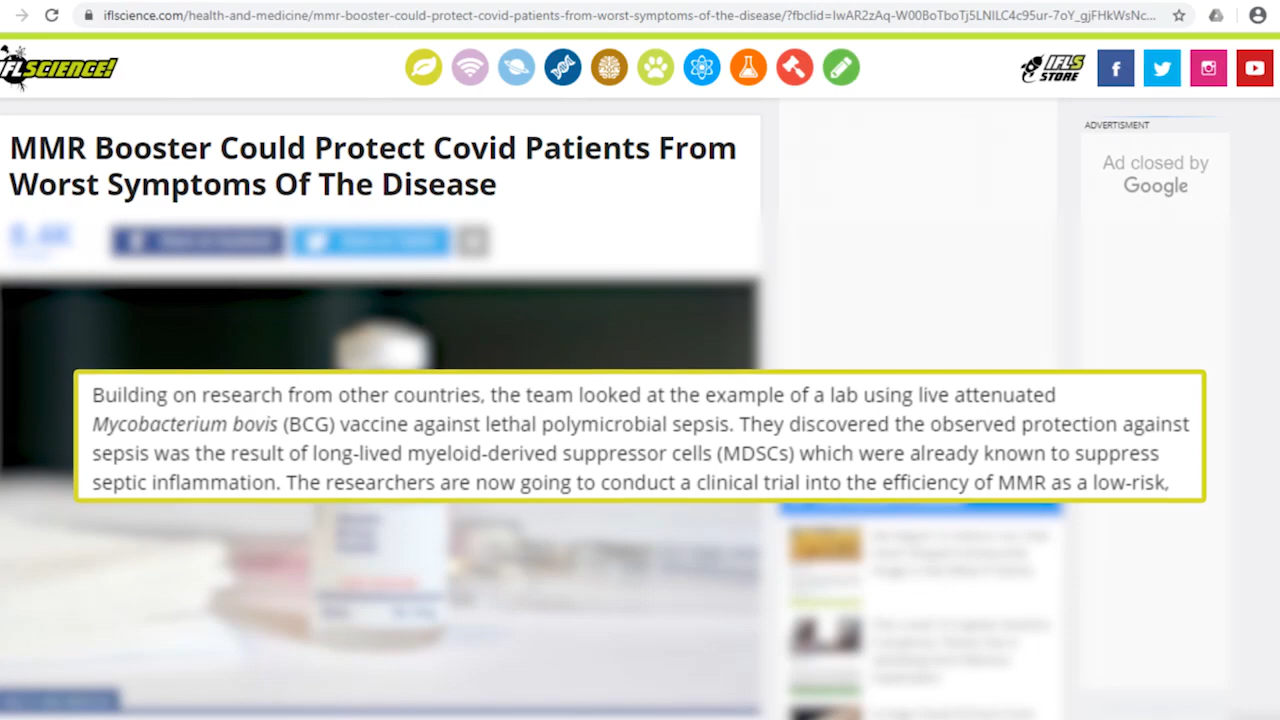 iflscience.com/health-and-medicine/mmr-booster-could-protect-covid-patients-from-worst-symptoms-of-the-disease/?fbclid=IwAR2zAq-W00BoTboTj5LNILC4c95ur-7oY_gjFHkWsNc...
IFLSCIENCE!
IFLS
STORE
ADVERTISMENT
Ad closed by
Google
MMR Booster Could Protect Covid Patients From
Worst Symptoms Of The Disease
Building on research from other countries, the team looked at the example of a lab using live attenuated
Mycobacterium bovis (BCG) vaccine against lethal polymicrobial sepsis. They discovered the observed protection against
sepsis was the result of long-lived myeloid-derived suppressor cells (MDSCs) which were already known to suppress
septic inflammation. The researchers are now going to conduct a clinical trial into the efficiency of MMR as a low-risk,